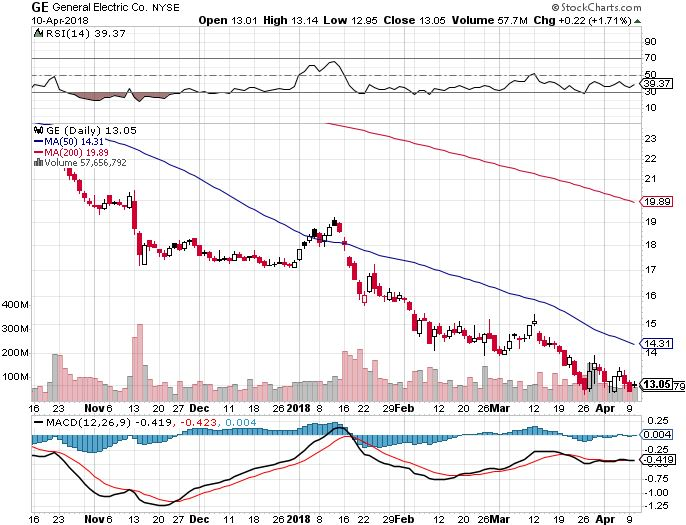 GE General Electric Co. NYSE © StockCharts.com
10-Apr-2018 Open 13.01 High 13.14 Low 12.95 Close 13.05 Volume 57.7M Chg +0.22 (+1.71%)
RSI(14) 39.37
90
70
50
39.37
30
10
GE (Daily) 13.05
MA(50) 14.31
MA(200) 19.89
Volume 57,656,792
23
22
21
19.89
19
18
17
16
15
14.31
14
13.05
400M
300M
200M
100M
16 23 Nov 6 13 20 27 Dec 11 18 26 2018 8 16 22 Feb 12 20 26 Mar 12 19 26 Apr 9
MACD(12,26,9) -0.419, -0.423, 0.004
0.25
0.004
-0.419
-0.75
-1.00
-1.25
16 23 Nov 6 13 20 27 Dec 11 18 26 2018 8 16 22 Feb 12 20 26 Mar 12 19 26 Apr 9